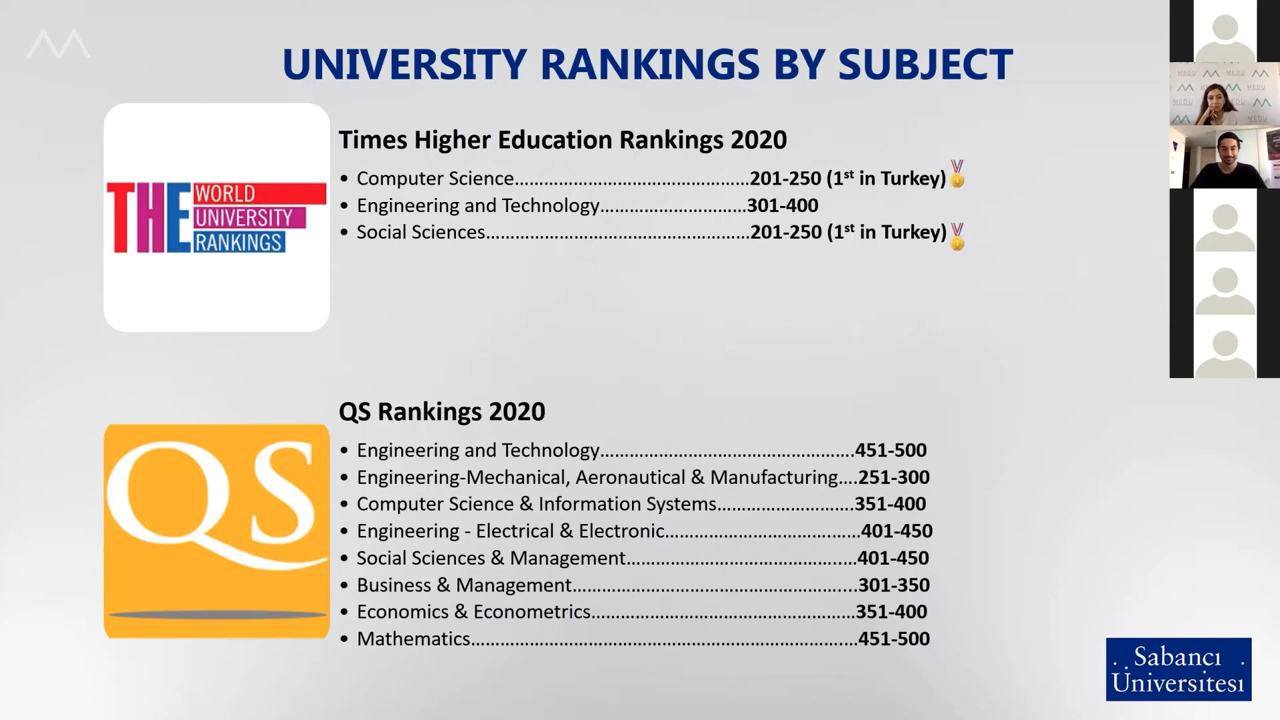 UNIVERSITY RANKINGS BY SUBJECT
THE WORLD
UNIVERSITY
RANKINGS
Times Higher Education Rankings 2020
• Computer Science……………………………………201-250 (1st in Turkey)
• Engineering and Technology……………………301-400
• Social Sciences………………………………………201-250 (1st in Turkey)
QS
QS Rankings 2020
• Engineering and Technology…………………………………….451-500
• Engineering-Mechanical, Aeronautical & Manufacturing….251-300
• Computer Science & Information Systems…………………..351-400
• Engineering - Electrical & Electronic……………………………401-450
• Social Sciences & Management…………………………………401-450
• Business & Management…………………………………………301-350
• Economics & Econometrics………………………………………351-400
• Mathematics…………………………………………………………451-500
Sabancı
Üniversitesi